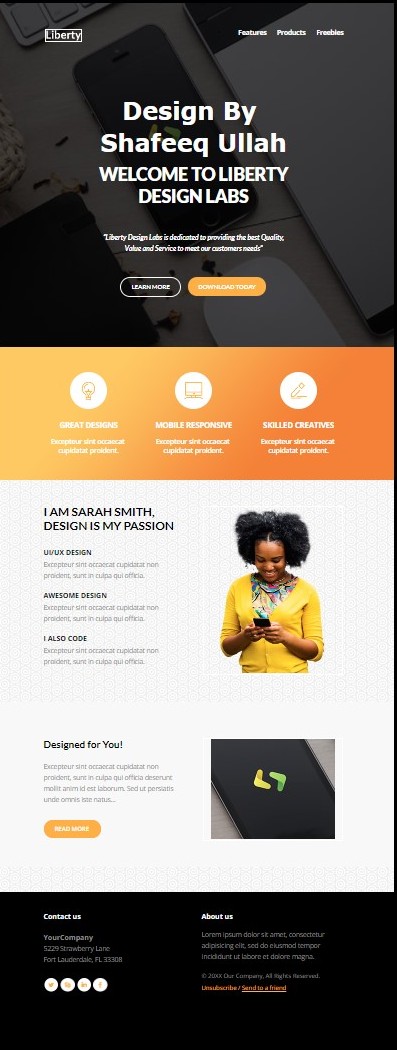 Liberty
Features Products Freebies
Design By
Shafeeq Ullah
WELCOME TO LIBERTY
DESIGN LABS
"Liberty Design Labs is dedicated to providing the best Quality,
Value and Service to meet our customers needs"
LEARN MORE DOWNLOAD TODAY
GREAT DESIGNS MOBILE RESPONSIVE SKILLED CREATIVES
Excepteur sint occaecat Excepteur sint occaecat Excepteur sint occaecat
cupidatat proident. cupidatat proident. cupidatat proident.
I AM SARAH SMITH,
DESIGN IS MY PASSION
UI/UX DESIGN
Excepteur sint occaecat cupidatat non
proident, sunt in culpa qui officia.
AWESOME DESIGN
Excepteur sint occaecat cupidatat non
proident, sunt in culpa qui officia.
I ALSO CODE
Excepteur sint occaecat cupidatat non
proident, sunt in culpa qui officia.
Designed for You!
Excepteur sint occaecat cupidatat non
proident, sunt in culpa qui officia deserunt
mollit anim id est laborum. Sed ut persiatis
unde omnis iste natus...
READ MORE
Contact us
YourCompany
5229 Strawberry Lane
Fort Lauderdale, FL 33308
About us
Lorem ipsum dolor sit amet, consectetur
adipisicing elit, sed do eiusmod tempor
incididunt ut labore et dolore magna.
© 20XX Our Company, All Rights Reserved.
Unsubscribe / Send to a friend